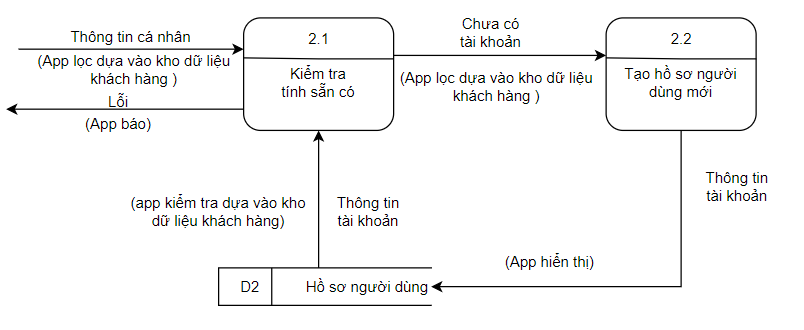 Thông tin cá nhân
(App lọc dựa vào kho dữ liệu
khách hàng )
Lỗi
(App báo)
2.1
Kiểm tra
tính sẵn có
Chưa có
tài khoản
(App lọc dựa vào kho dữ liệu
khách hàng )
2.2
Tạo hồ sơ người
dùng mới
(app kiểm tra dựa vào kho
dữ liệu khách hàng)
Thông tin
tài khoản
Thông tin
tài khoản
(App hiển thị)
D2
Hồ sơ người dùng